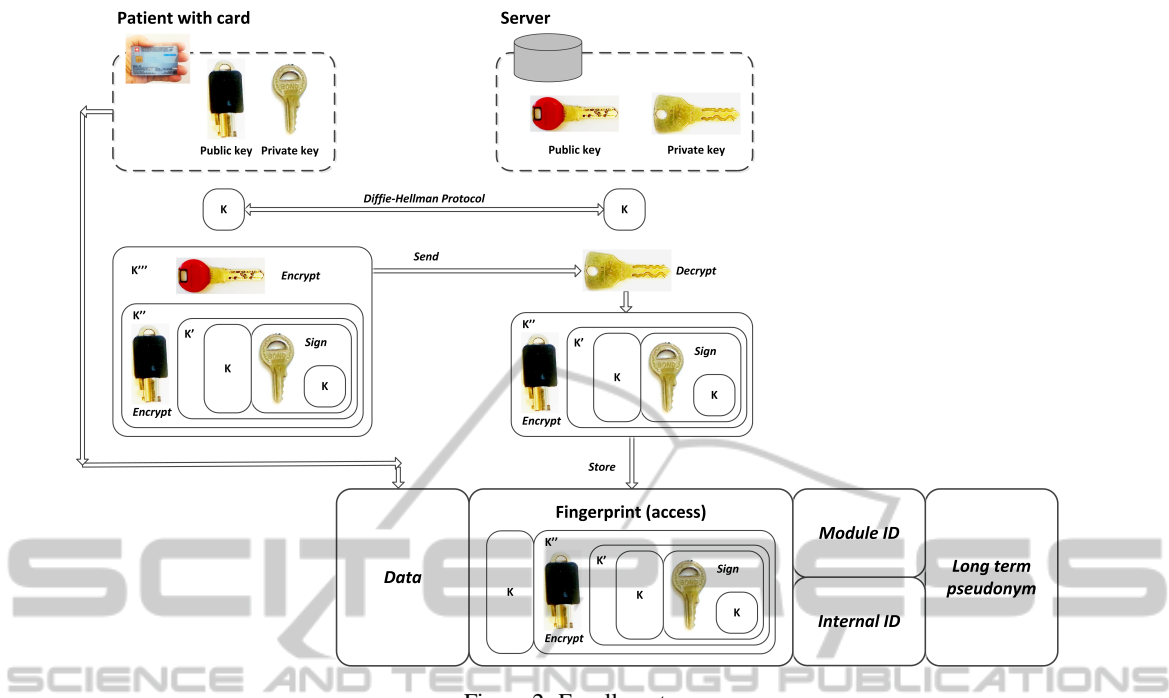 Patient with card
Server
Public key
Private key
Public key
Private key
Diffie-Hellman Protocol
K
K
K'''
Encrypt
Send
Decrypt
K''
K'
K
Sign
K
Encrypt
K''
K'
K
Sign
K
Encrypt
Store
Data
Fingerprint (access)
K
K''
K'
K
Sign
K
Encrypt
Module ID
Internal ID
Long term
pseudonym
SCITEPRESS
SCIENCE AND TECHNOLOGY PUBLICATIONS